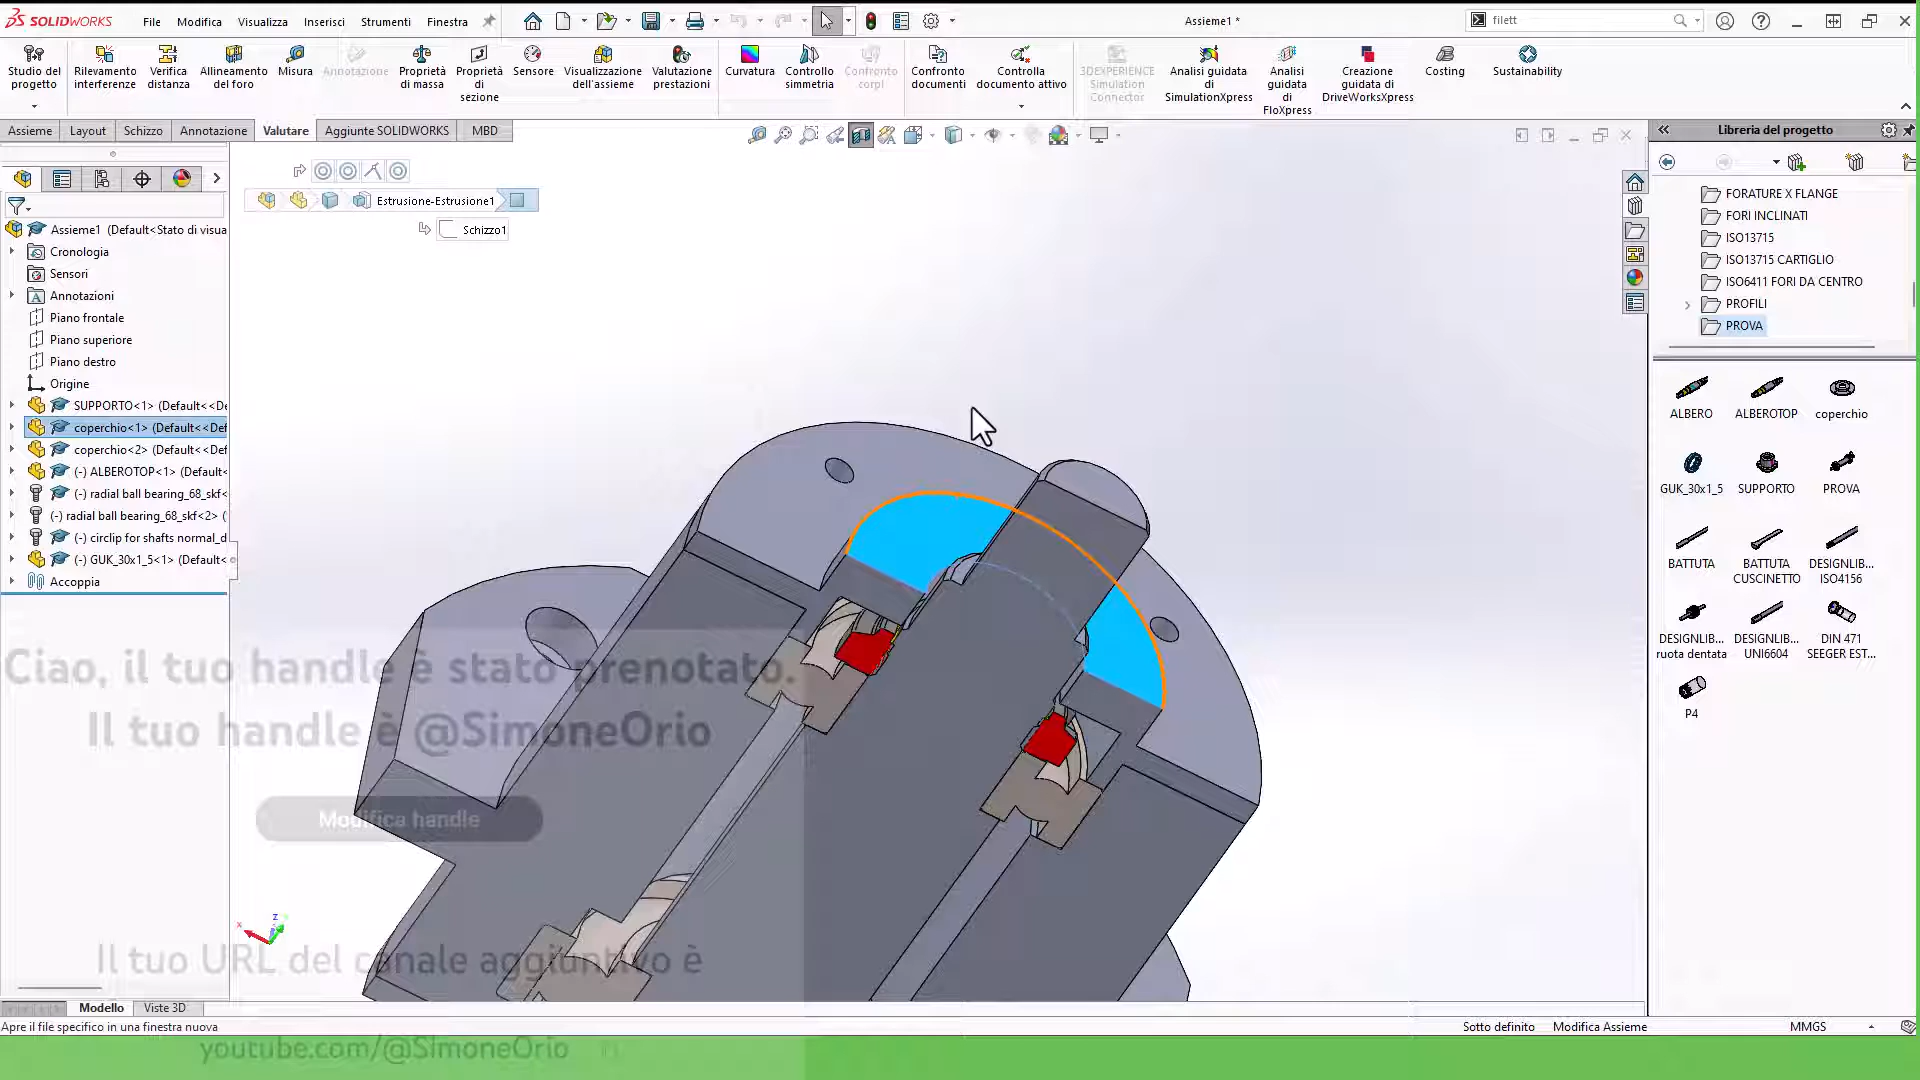 SOLIDWORKS
File Modifica Visualizza Inserisci Strumenti Finestra
Assieme1 *
filett
Studio del progetto
Rilevamento interferenze
Verifica distanza
Allineamento del foro
Misura
Annotazione
Proprietà di massa
Proprietà di sezione
Sensore
Visualizzazione dell'assieme
Valutazione prestazioni
Curvatura
Controllo simmetria
Confronto corpi
Confronto documenti
Controlla documento attivo
3DEXPERIENCE Simulation Connector
Analisi guidata di SimulationXpress
Analisi guidata di FloXpress
Creazione guidata di DriveWorksXpress
Costing
Sustainability
Assieme Layout Schizzo Annotazione Valutare Aggiunte SOLIDWORKS MBD
Estrusione-Estrusione1
Schizzo1
Assieme1 (Default<Stato di visua
Cronologia
Sensori
Annotazioni
Piano frontale
Piano superiore
Piano destro
Origine
SUPPORTO<1> (Default<<De
coperchio<1> (Default<<Def
coperchio<2> (Default<<Def
(-) ALBEROTOP<1> (Default<
(-) radial ball bearing_68_skf<
(-) radial ball bearing_68_skf<2> (
(-) circlip for shafts normal_d
(-) GUK_30x1_5<1> (Default<
Accoppia
Ciao, il tuo handle è stato prenotato.
Il tuo handle è @SimoneOrio
Modifica handle
Il tuo URL del canale aggiuntivo è
youtube.com/@SimoneOrio
x
z
Libreria del progetto
FORATURE X FLANGE
FORI INCLINATI
ISO13715
ISO13715 CARTIGLIO
ISO6411 FORI DA CENTRO
PROFILI
PROVA
ALBERO ALBEROTOP coperchio
GUK_30x1_5 SUPPORTO PROVA
BATTUTA
BATTUTA CUSCINETTO
DESIGNLIB... ISO4156
DESIGNLIB... ruota dentata
DESIGNLIB... UNI6604
DIN 471 SEEGER EST...
P4
Modello Viste 3D
Apre il file specifico in una finestra nuova
Sotto definito Modifica Assieme MMGS